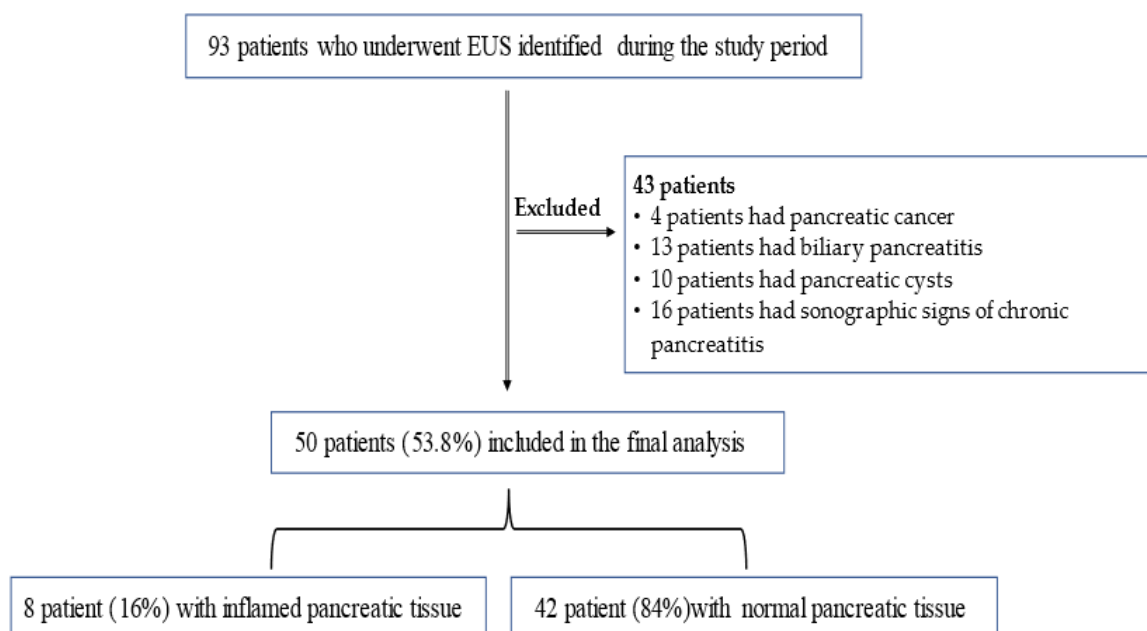 93 patients who underwent EUS identified during the study period
Excluded
43 patients
• 4 patients had pancreatic cancer
• 13 patients had biliary pancreatitis
• 10 patients had pancreatic cysts
• 16 patients had sonographic signs of chronic
pancreatitis
50 patients (53.8%) included in the final analysis
8 patient (16%) with inflamed pancreatic tissue
42 patient (84%)with normal pancreatic tissue